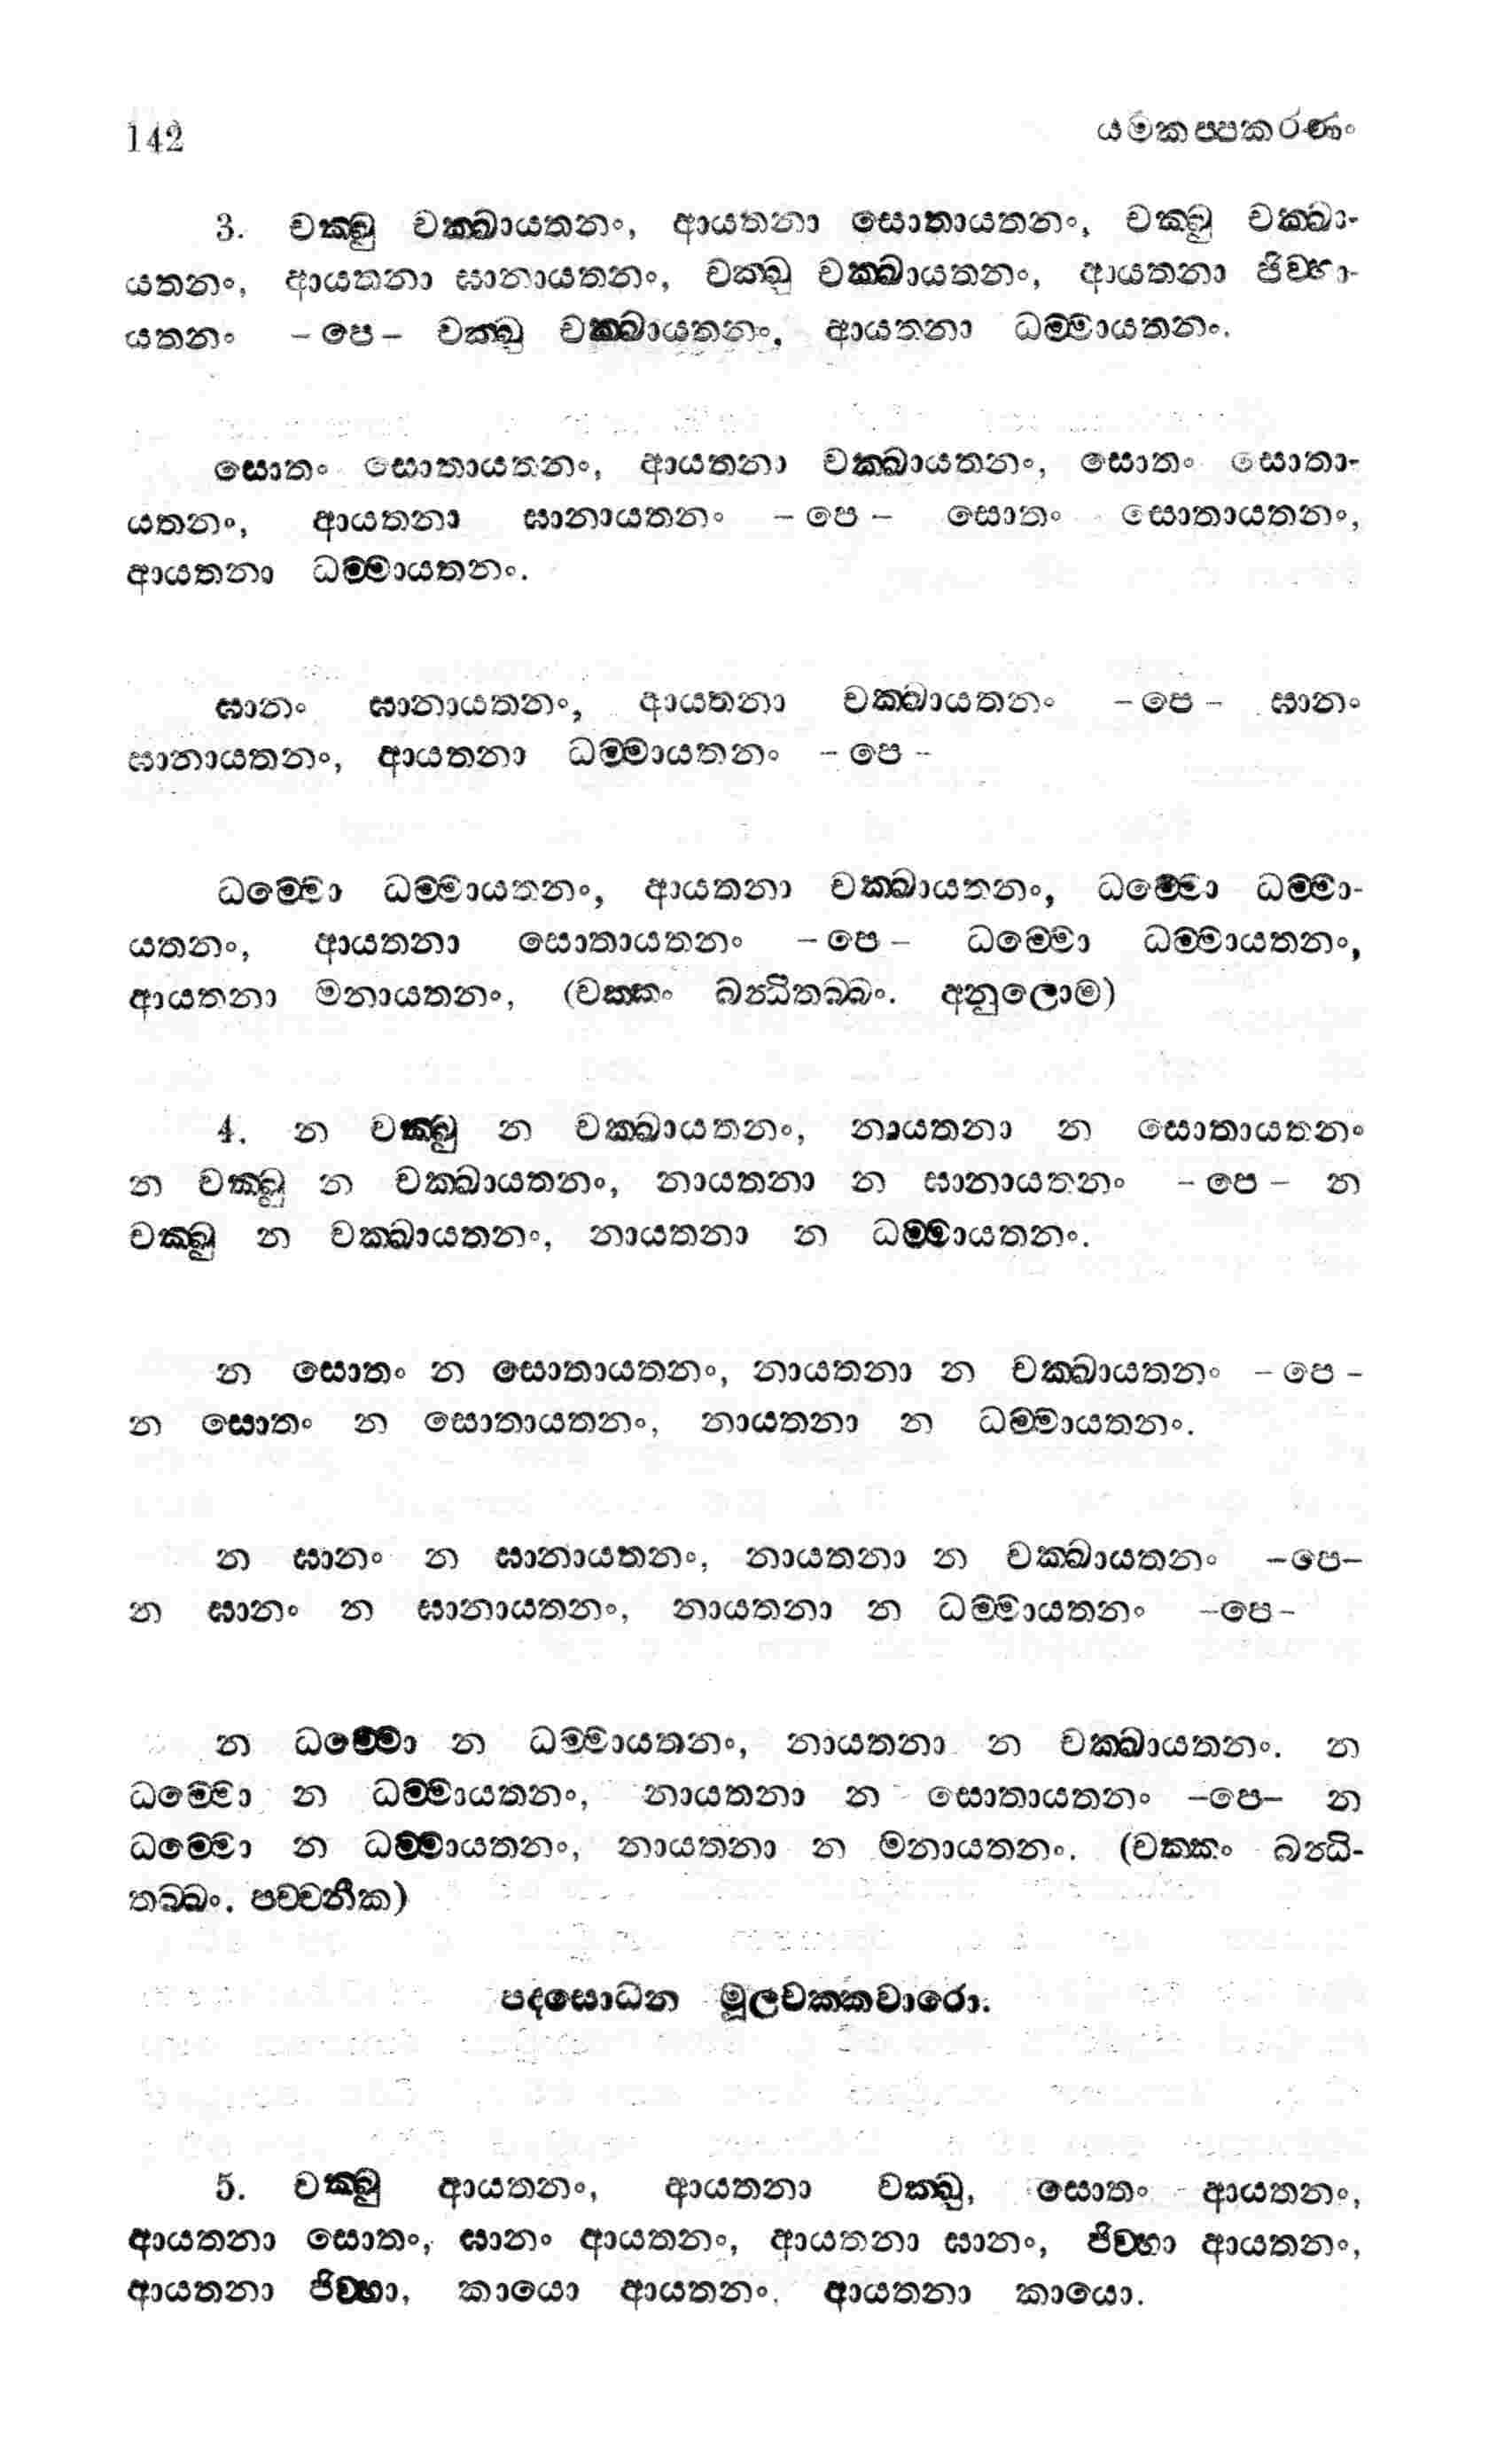 142 යමකප්පකරණං
3. චක්ඛු චක්ඛායතනං, ආයතනා සොතායතනං, චක්ඛු චක්ඛා-
යතනං, ආයතනා ඝානායතනං, චක්ඛු චක්ඛායතනං, ආයතනා ජිව්හා-
යතනං –පෙ– චක්ඛු චක්ඛායතනං, ආයතනා ධම්මායතනං.
සොතං සොතායතනං, ආයතනා චක්ඛායතනං, සොතං සොතා-
යතනං, ආයතනා ඝානායතනං –පෙ– සොතං සොතායතනං,
ආයතනා ධම්මායතනං.
ඝානං ඝානායතනං, ආයතනා චක්ඛායතනං –පෙ– ඝානං
ඝානායතනං, ආයතනා ධම්මායතනං –පෙ–
ධම්මො ධම්මායතනං, ආයතනා චක්ඛායතනං, ධම්මො ධම්මා-
යතනං, ආයතනා සොතායතනං –පෙ– ධම්මො ධම්මායතනං,
ආයතනා මනායතනං, (චක්කං බන්ධිතබ්බං. අනුලොම)
4. න චක්ඛු න චක්ඛායතනං, නායතනා න සොතායතනං
න චක්ඛු න චක්ඛායතනං, නායතනා න ඝානායතනං –පෙ– න
චක්ඛු න චක්ඛායතනං, නායතනා න ධම්මායතනං.
න සොතං න සොතායතනං, නායතනා න චක්ඛායතනං –පෙ–
න සොතං න සොතායතනං, නායතනා න ධම්මායතනං.
න ඝානං න ඝානායතනං, නායතනා න චක්ඛායතනං –පෙ–
න ඝානං න ඝානායතනං, නායතනා න ධම්මායතනං –පෙ–
න ධම්මො න ධම්මායතනං, නායතනා න චක්ඛායතනං. න
ධම්මො න ධම්මායතනං, නායතනා න සොතායතනං –පෙ– න
ධම්මො න ධම්මායතනං, නායතනා න මනායතනං. (චක්කං බන්ධි-
තබ්බං. පච්චනීක)
පදසොධන මූලචක්කවාරො.
5. චක්ඛු ආයතනං, ආයතනා චක්ඛු, සොතං ආයතනං,
ආයතනා සොතං, ඝානං ආයතනං, ආයතනා ඝානං, ජිව්හා ආයතනං,
ආයතනා ජිව්හා, කායො ආයතනං, ආයතනා කායො.